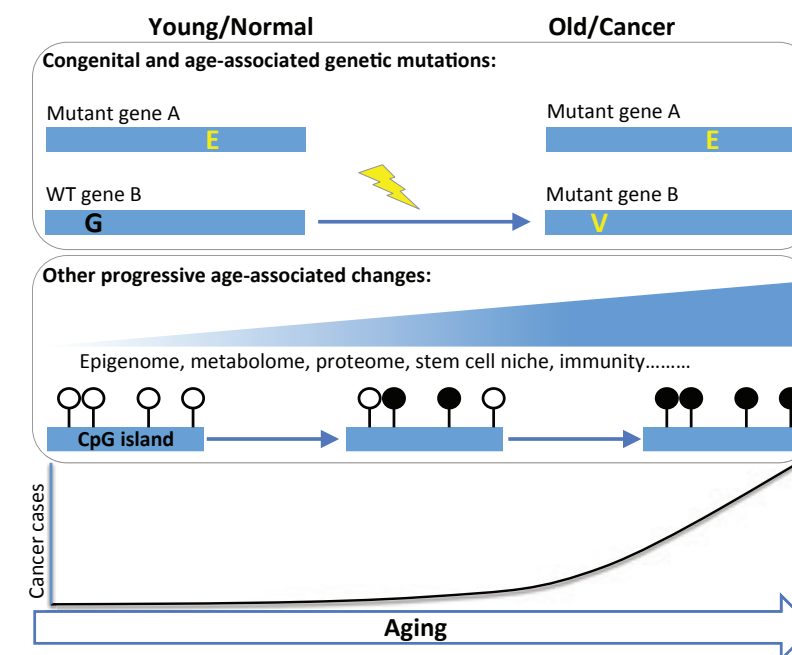 Young/Normal Old/Cancer
Congenital and age-associated genetic mutations:
Mutant gene A Mutant gene A
E E
WT gene B Mutant gene B
G V
Other progressive age-associated changes:
Epigenome, metabolome, proteome, stem cell niche, immunity.........
CpG island
Cancer cases
Aging